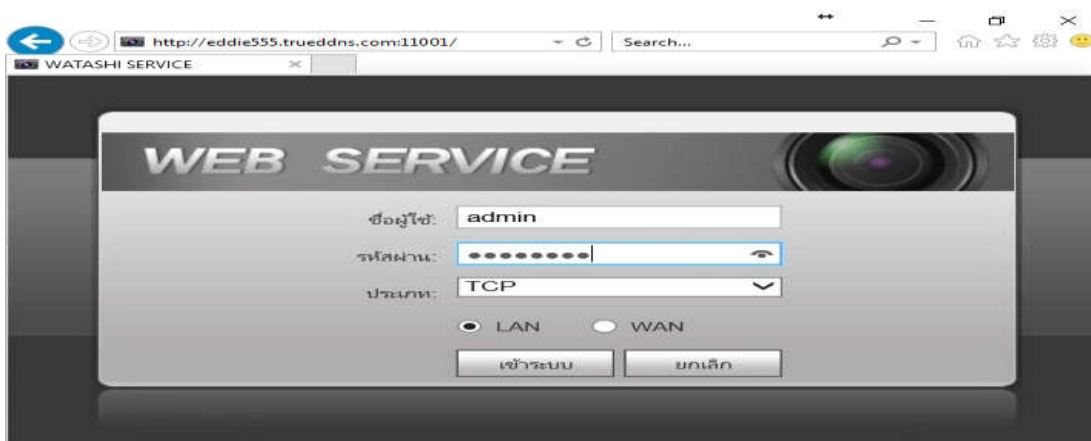 http://eddie555.trueddns.com:11001/
Search...
WATASHI SERVICE
WEB SERVICE
ชื่อผู้ใช้: admin
รหัสผ่าน: ●●●●●●●●
ประเภท: TCP
LAN WAN
เข้าระบบ ยกเลิก